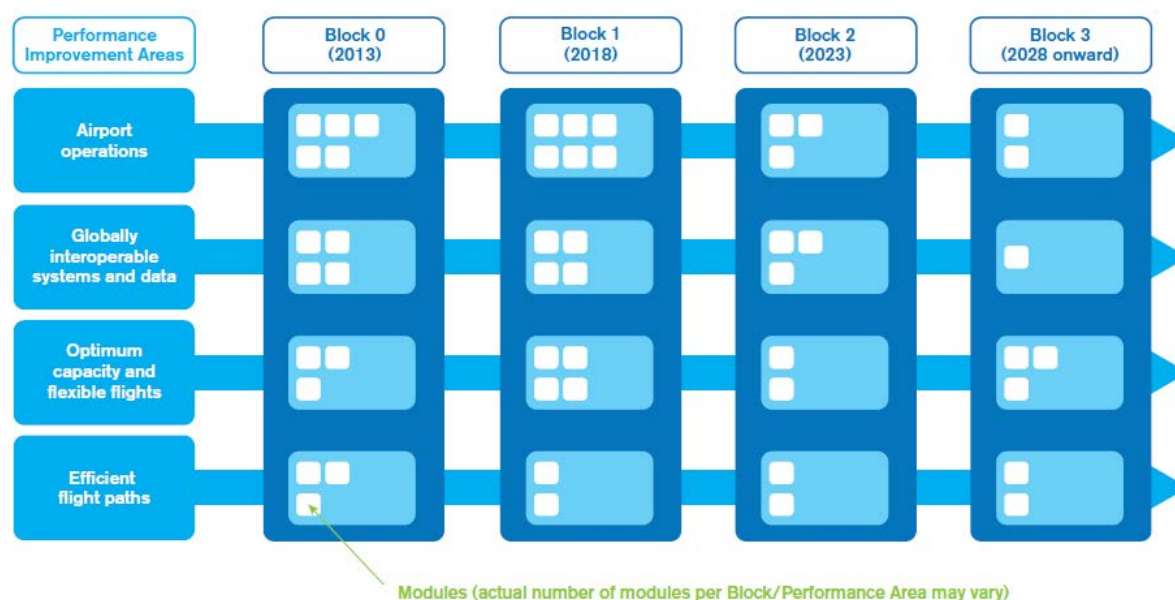 Performance
Improvement Areas
Block 0
(2013)
Block 1
(2018)
Block 2
(2023)
Block 3
(2028 onward)
Airport
operations
Globally
interoperable
systems and data
Optimum
capacity and
flexible flights
Efficient
flight paths
Modules (actual number of modules per Block/Performance Area may vary)